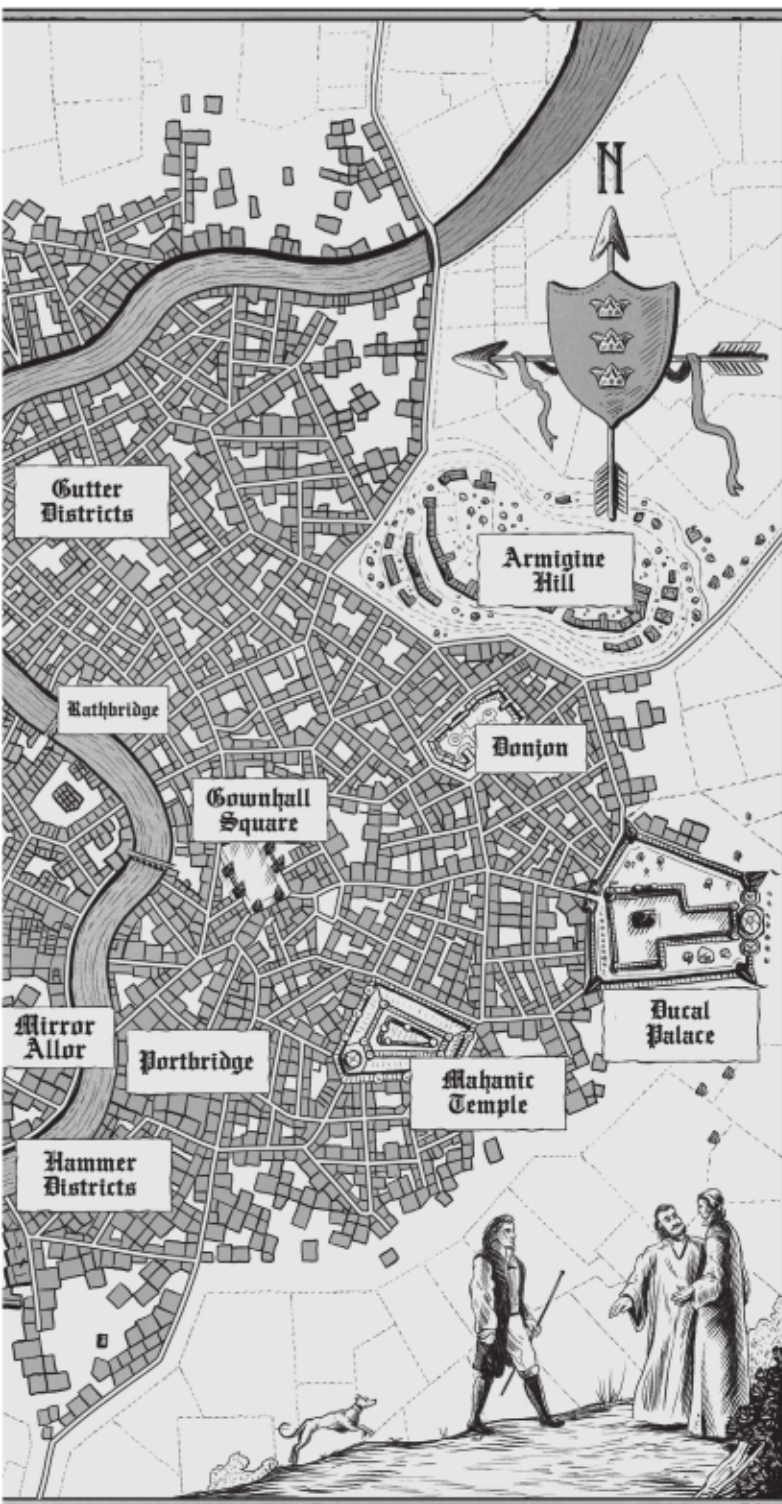 N
Gutter
Districts
Armigine
Hill
Rathbridge
Donjon
Gownhall
Square
Mirror
Allor
Portbridge
Ducal
Palace
Mahanic
Temple
Hammer
Districts